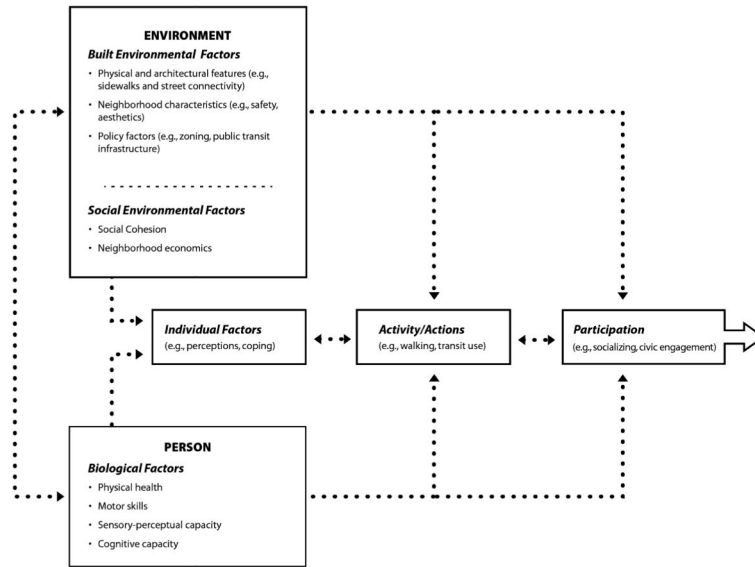 ENVIRONMENT
Built Environmental Factors
• Physical and architectural features (e.g.,
sidewalks and street connectivity)
• Neighborhood characteristics (e.g., safety,
aesthetics)
• Policy factors (e.g., zoning, public transit
infrastructure)
Social Environmental Factors
• Social Cohesion
• Neighborhood economics
Individual Factors
(e.g., perceptions, coping)
Activity/Actions
(e.g., walking, transit use)
Participation
(e.g., socializing, civic engagement)
PERSON
Biological Factors
• Physical health
• Motor skills
• Sensory-perceptual capacity
• Cognitive capacity